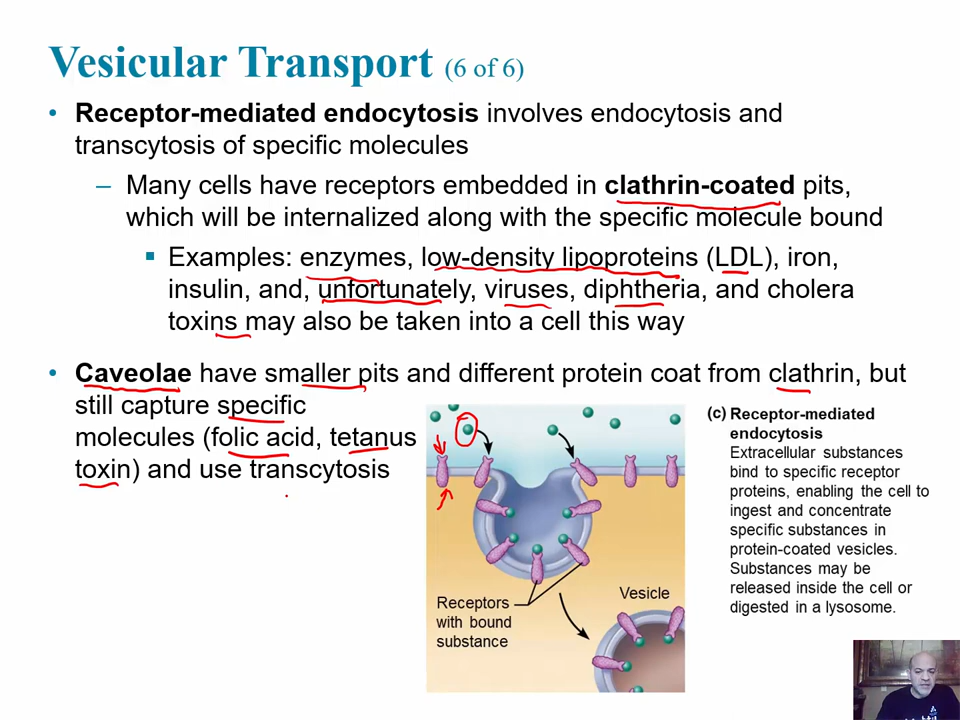 Vesicular Transport (6 of 6)
• Receptor-mediated endocytosis involves endocytosis and
transcytosis of specific molecules
– Many cells have receptors embedded in clathrin-coated pits,
which will be internalized along with the specific molecule bound
▪ Examples: enzymes, low-density lipoproteins (LDL), iron,
insulin, and, unfortunately, viruses, diphtheria, and cholera
toxins may also be taken into a cell this way
• Caveolae have smaller pits and different protein coat from clathrin, but
still capture specific
molecules (folic acid, tetanus
toxin) and use transcytosis
Receptors
with bound
substance
Vesicle
(c) Receptor-mediated
endocytosis
Extracellular substances
bind to specific receptor
proteins, enabling the cell to
ingest and concentrate
specific substances in
protein-coated vesicles.
Substances may be
released inside the cell or
digested in a lysosome.